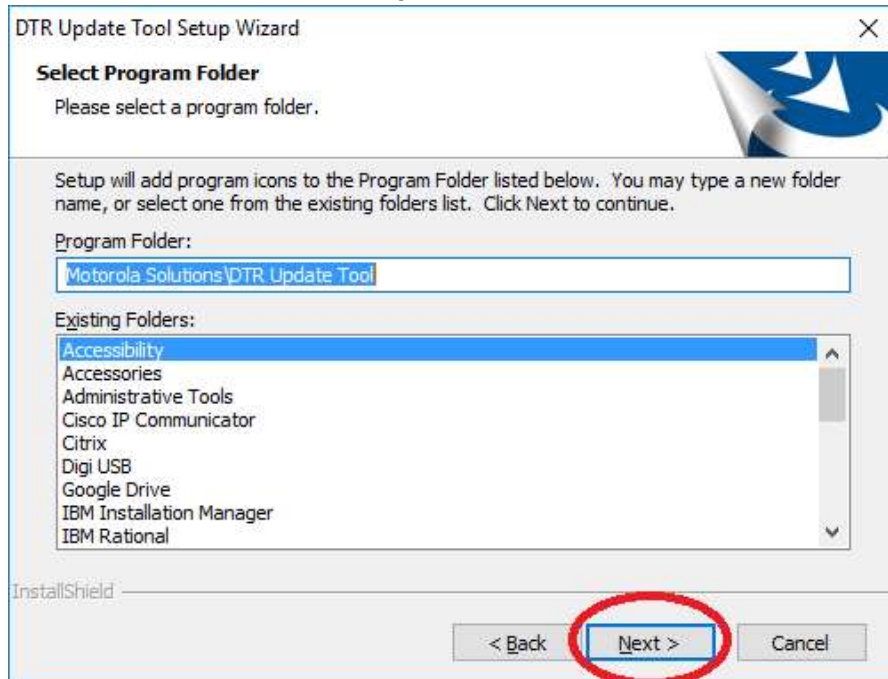 DTR Update Tool Setup Wizard
Select Program Folder
Please select a program folder.
Setup will add program icons to the Program Folder listed below.  You may type a new folder
name, or select one from the existing folders list.  Click Next to continue.
Program Folder:
Motorola Solutions\DTR Update Tool
Existing Folders:
Accessibility
Accessories
Administrative Tools
Cisco IP Communicator
Citrix
Digi USB
Google Drive
IBM Installation Manager
IBM Rational
InstallShield
< Back Next > Cancel